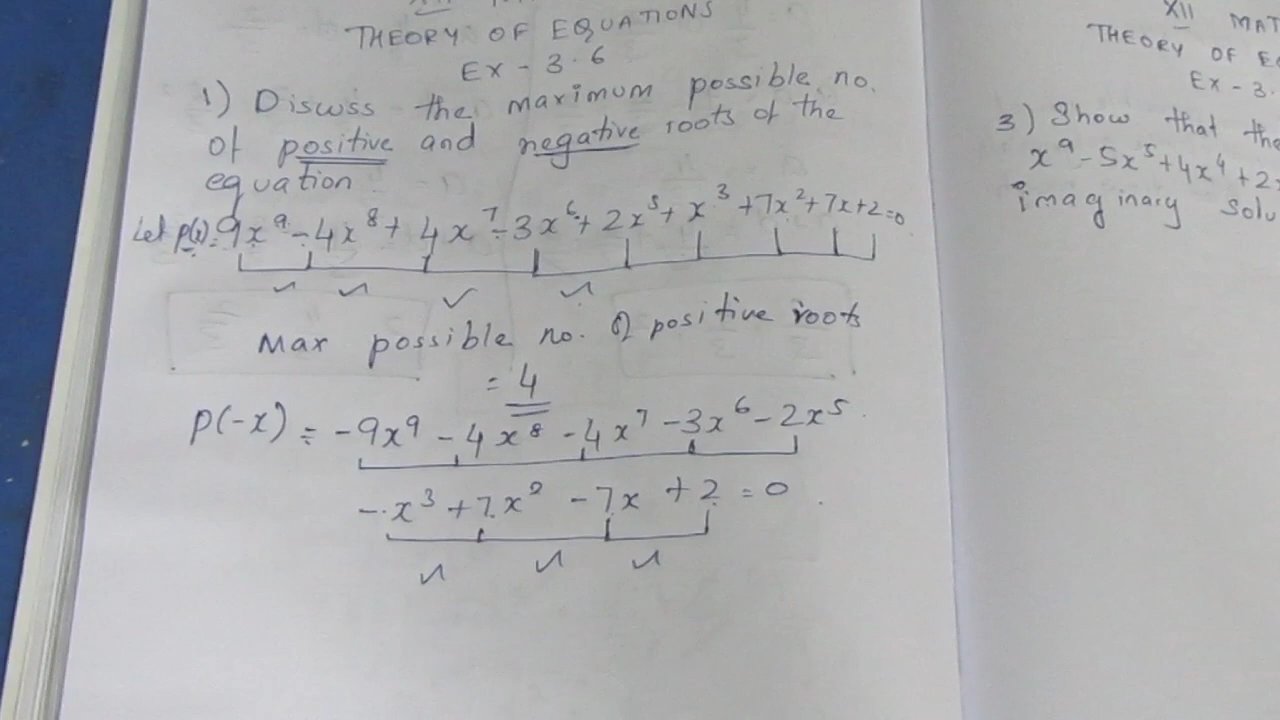 THEORY OF EQUATIONS
EX - 3.6
1) Discuss the maximum possible no.
of positive and negative roots of the
equation.
Let p(x) = 9x⁹ - 4x⁸ + 4x⁷ - 3x⁶ + 2x⁵ + x³ + 7x² + 7x + 2 = 0
Max possible no. of positive roots
= 4
P(-x) = -9x⁹ - 4x⁸ - 4x⁷ - 3x⁶ - 2x⁵
- x³ + 7x² - 7x + 2 = 0
XII MAT
THEORY OF E
EX - 3.
3) Show that the
x⁹ - 5x⁵ + 4x⁴ + 2
imaginary solu